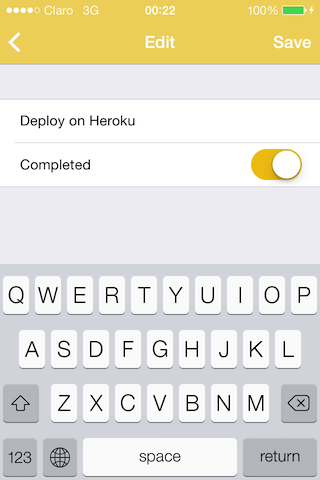 Claro 3G 00:22 100%
Edit Save
Deploy on Heroku
Completed
Q W E R T Y U I O P
A S D F G H J K L
Z X C V B N M
123 space return